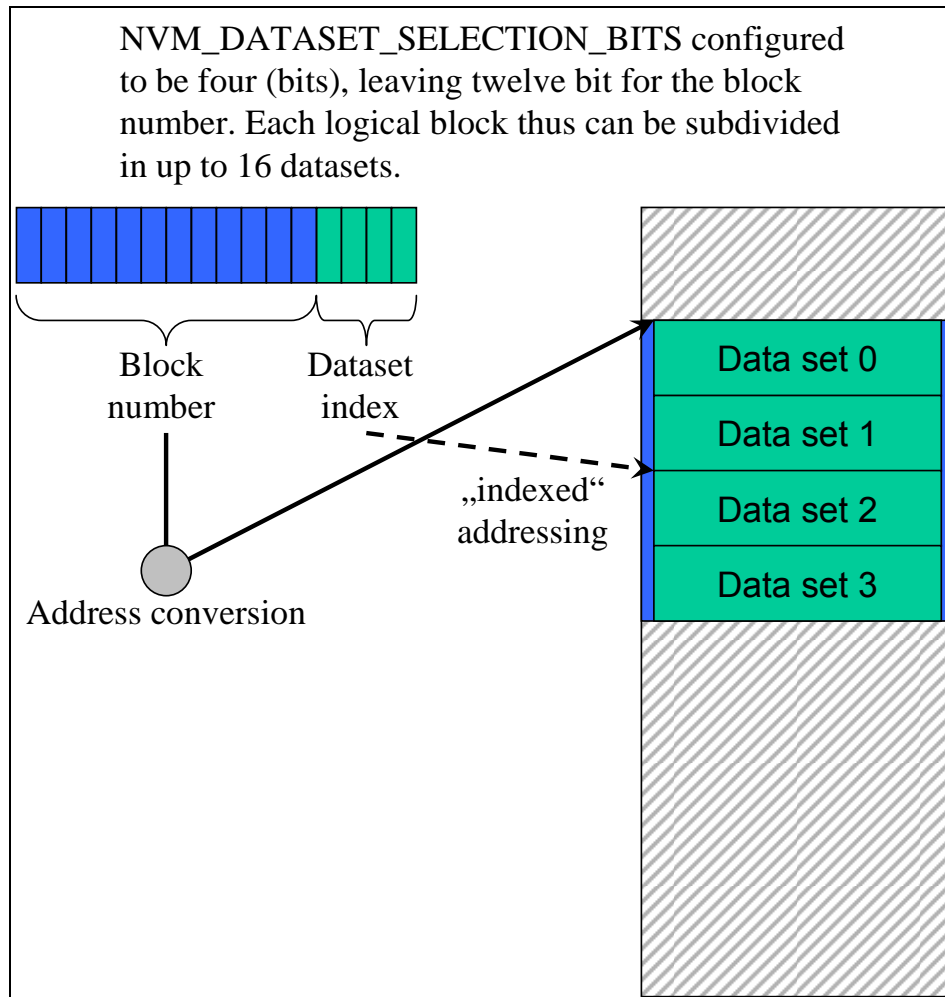 NVM_DATASET_SELECTION_BITS configured
to be four (bits), leaving twelve bit for the block
number. Each logical block thus can be subdivided
in up to 16 datasets.
Block
number
Dataset
index
„indexed“
addressing
Address conversion
Data set 0
Data set 1
Data set 2
Data set 3